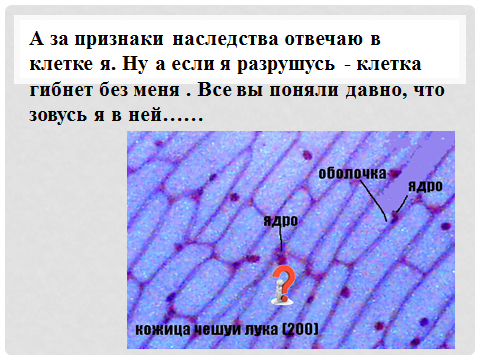 А за признаки наследства отвечаю в
клетке я. Ну а если я разрушусь - клетка
гибнет без меня . Все вы поняли давно, что
зовусь я в ней……
оболочка
ядро
ядро
?
кожица чешуи лука (200)